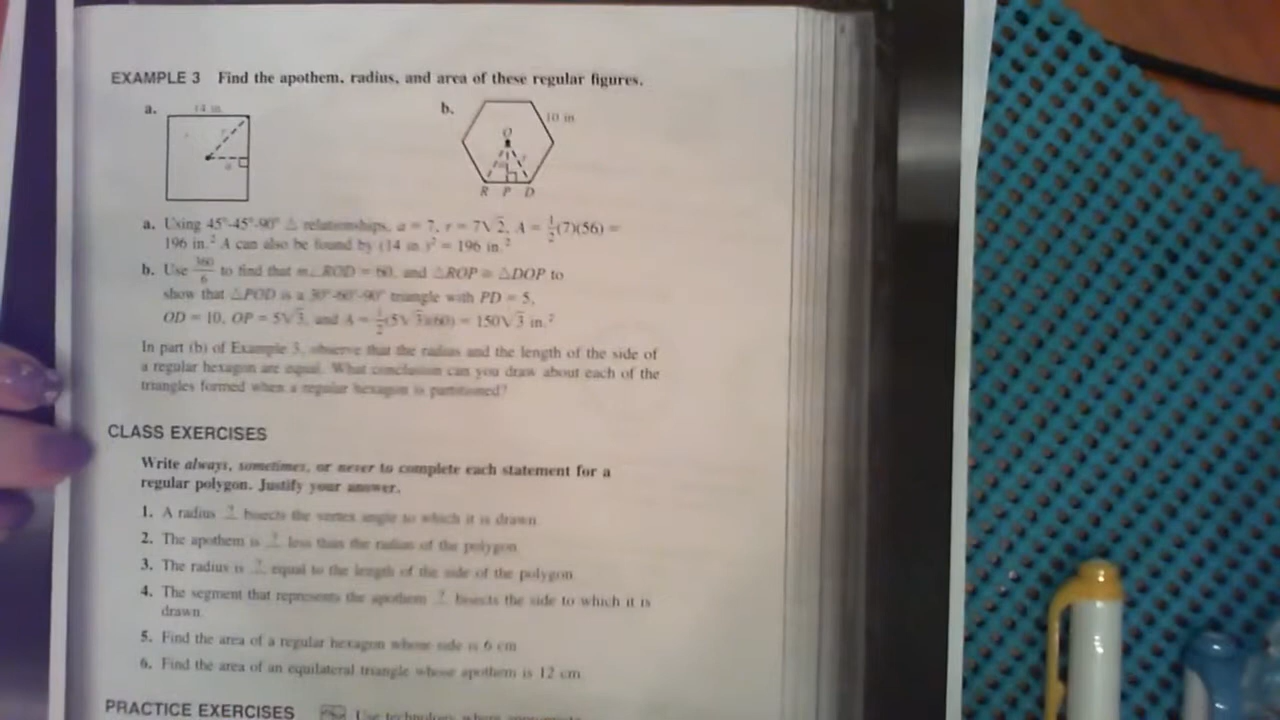 EXAMPLE 3 Find the apothem, radius, and area of these regular figures.
a. 14 in. b. 10 in.
O
R P D
a. Using 45°-45°-90° △ relationships, a = 7, r = 7√2, A = 1/2(7)(56) =
196 in.² A can also be found by (14 in.)² = 196 in.²
b. Use 360/6 to find that m∠ROD = 60, and △ROP ≅ △DOP to
show that △POD is a 30°-60°-90° triangle with PD = 5,
OD = 10, OP = 5√3, and A = 1/2(5√3)(60) = 150√3 in.²
In part (b) of Example 3, observe that the radius and the length of the side of
a regular hexagon are equal. What conclusion can you draw about each of the
triangles formed when a regular hexagon is partitioned?
CLASS EXERCISES
Write always, sometimes, or never to complete each statement for a
regular polygon. Justify your answer.
1. A radius ? bisects the vertex angle to which it is drawn.
2. The apothem is ? less than the radius of the polygon.
3. The radius is ? equal to the length of the side of the polygon.
4. The segment that represents the apothem ? bisects the side to which it is
drawn.
5. Find the area of a regular hexagon whose side is 6 cm.
6. Find the area of an equilateral triangle whose apothem is 12 cm.
PRACTICE EXERCISES Use technology where